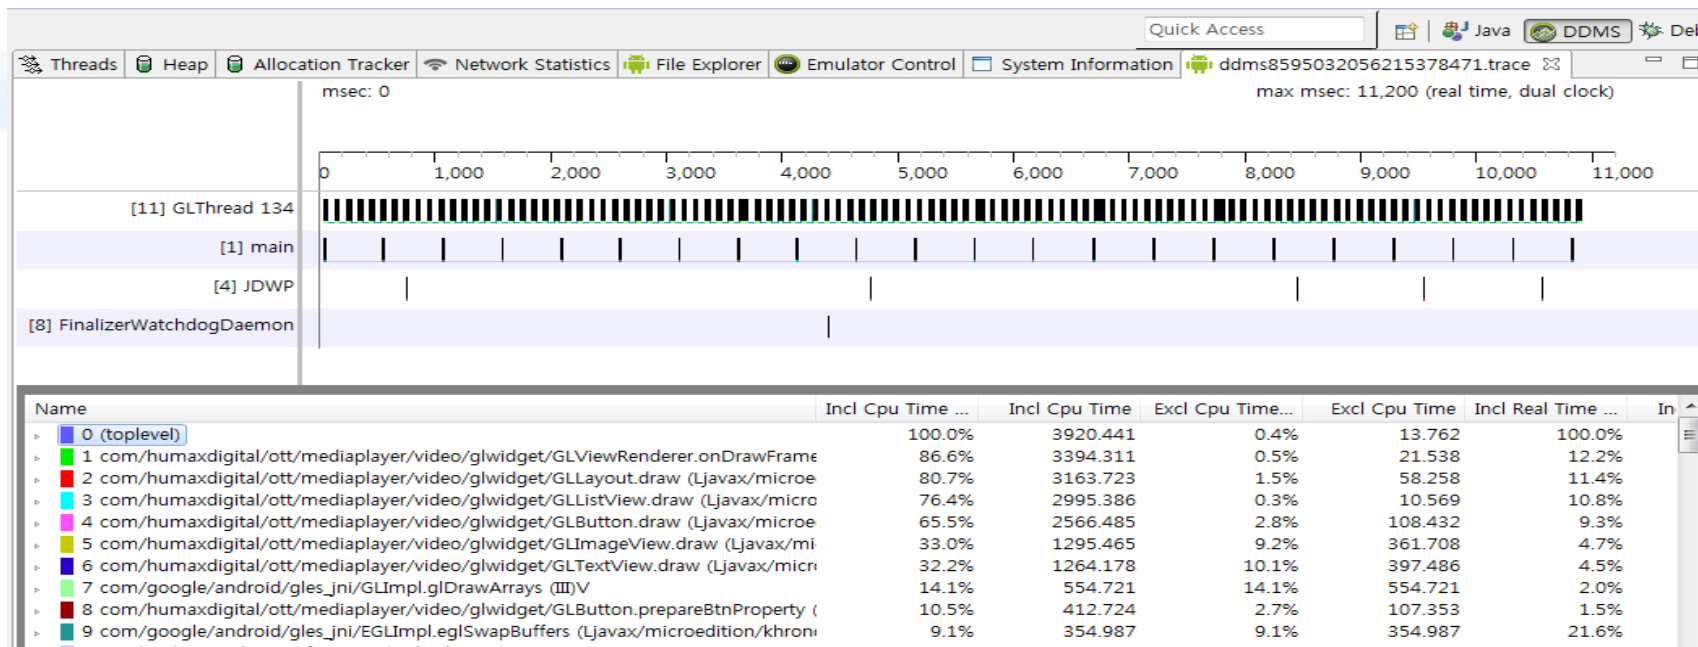 Quick Access Java DDMS Deb
Threads Heap Allocation Tracker Network Statistics File Explorer Emulator Control System Information ddms8595032056215378471.trace
msec: 0 max msec: 11,200 (real time, dual clock)
0 1,000 2,000 3,000 4,000 5,000 6,000 7,000 8,000 9,000 10,000 11,000
[11] GLThread 134
[1] main
[4] JDWP
[8] FinalizerWatchdogDaemon
Name Incl Cpu Time ... Incl Cpu Time Excl Cpu Time... Excl Cpu Time Incl Real Time ... In
0 (toplevel) 100.0% 3920.441 0.4% 13.762 100.0%
1 com/humaxdigital/ott/mediaplayer/video/glwidget/GLViewRenderer.onDrawFrame 86.6% 3394.311 0.5% 21.538 12.2%
2 com/humaxdigital/ott/mediaplayer/video/glwidget/GLLayout.draw (Ljavax/microe 80.7% 3163.723 1.5% 58.258 11.4%
3 com/humaxdigital/ott/mediaplayer/video/glwidget/GLListView.draw (Ljavax/micro 76.4% 2995.386 0.3% 10.569 10.8%
4 com/humaxdigital/ott/mediaplayer/video/glwidget/GLButton.draw (Ljavax/microe 65.5% 2566.485 2.8% 108.432 9.3%
5 com/humaxdigital/ott/mediaplayer/video/glwidget/GLImageView.draw (Ljavax/mi 33.0% 1295.465 9.2% 361.708 4.7%
6 com/humaxdigital/ott/mediaplayer/video/glwidget/GLTextView.draw (Ljavax/micr 32.2% 1264.178 10.1% 397.486 4.5%
7 com/google/android/gles_jni/GLImpl.glDrawArrays (III)V 14.1% 554.721 14.1% 554.721 2.0%
8 com/humaxdigital/ott/mediaplayer/video/glwidget/GLButton.prepareBtnProperty ( 10.5% 412.724 2.7% 107.353 1.5%
9 com/google/android/gles_jni/EGLImpl.eglSwapBuffers (Ljavax/microedition/khron 9.1% 354.987 9.1% 354.987 21.6%